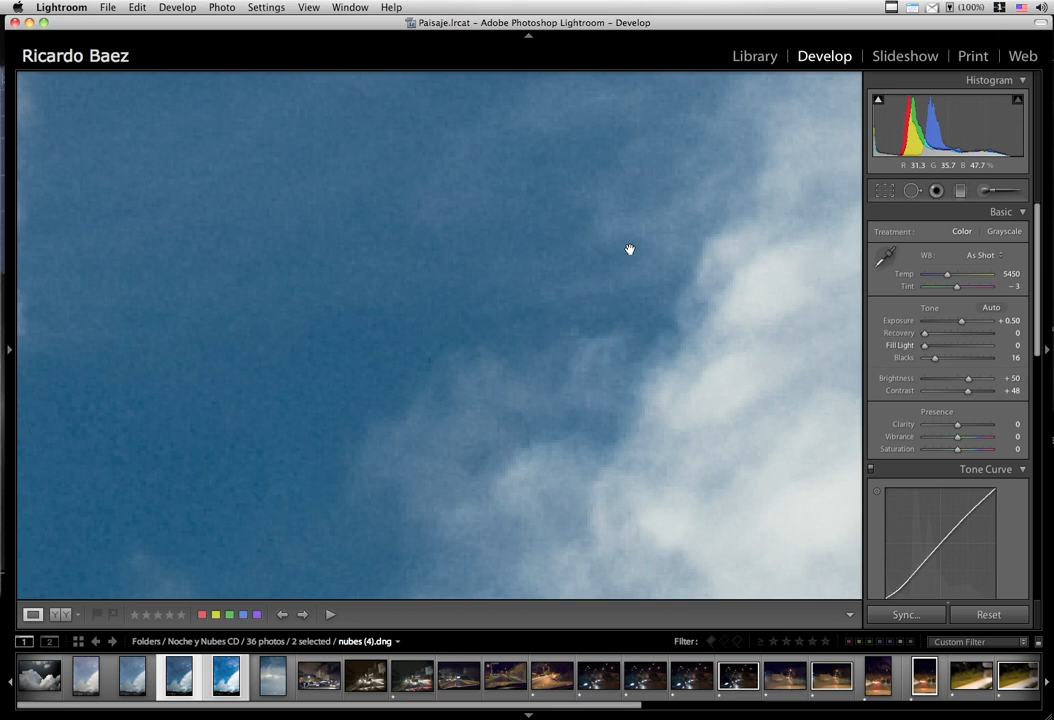 Lightroom File Edit Develop Photo Settings View Window Help (100%)
Paisaje.lrcat - Adobe Photoshop Lightroom - Develop
Ricardo Baez
Library | Develop | Slideshow | Print | Web
Histogram
R 31.3 G 35.7 B 47.7 %
Basic
Treatment : Color Grayscale
WB: As Shot
Temp 5450
Tint - 3
Tone Auto
Exposure + 0.50
Recovery 0
Fill Light 0
Blacks 16
Brightness + 50
Contrast + 48
Presence
Clarity 0
Vibrance 0
Saturation 0
Tone Curve
YY
Sync... Reset
1 2 Folders / Noche y Nubes CD / 36 photos / 2 selected / nubes (4).dng Filter : Custom Filter